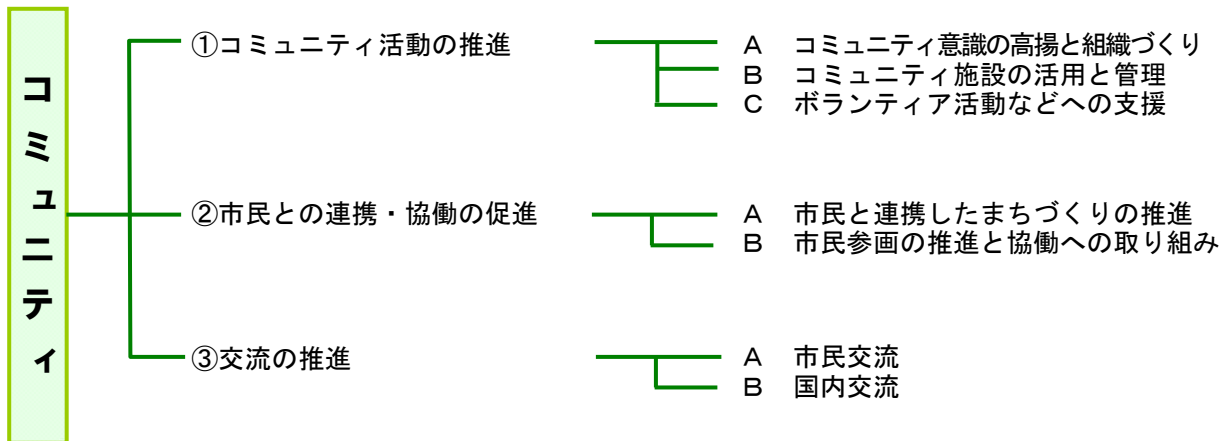 コミュニティ
①コミュニティ活動の推進
A コミュニティ意識の高揚と組織づくり
B コミュニティ施設の活用と管理
C ボランティア活動などへの支援
②市民との連携・協働の促進
A 市民と連携したまちづくりの推進
B 市民参画の推進と協働への取り組み
③交流の推進
A 市民交流
B 国内交流